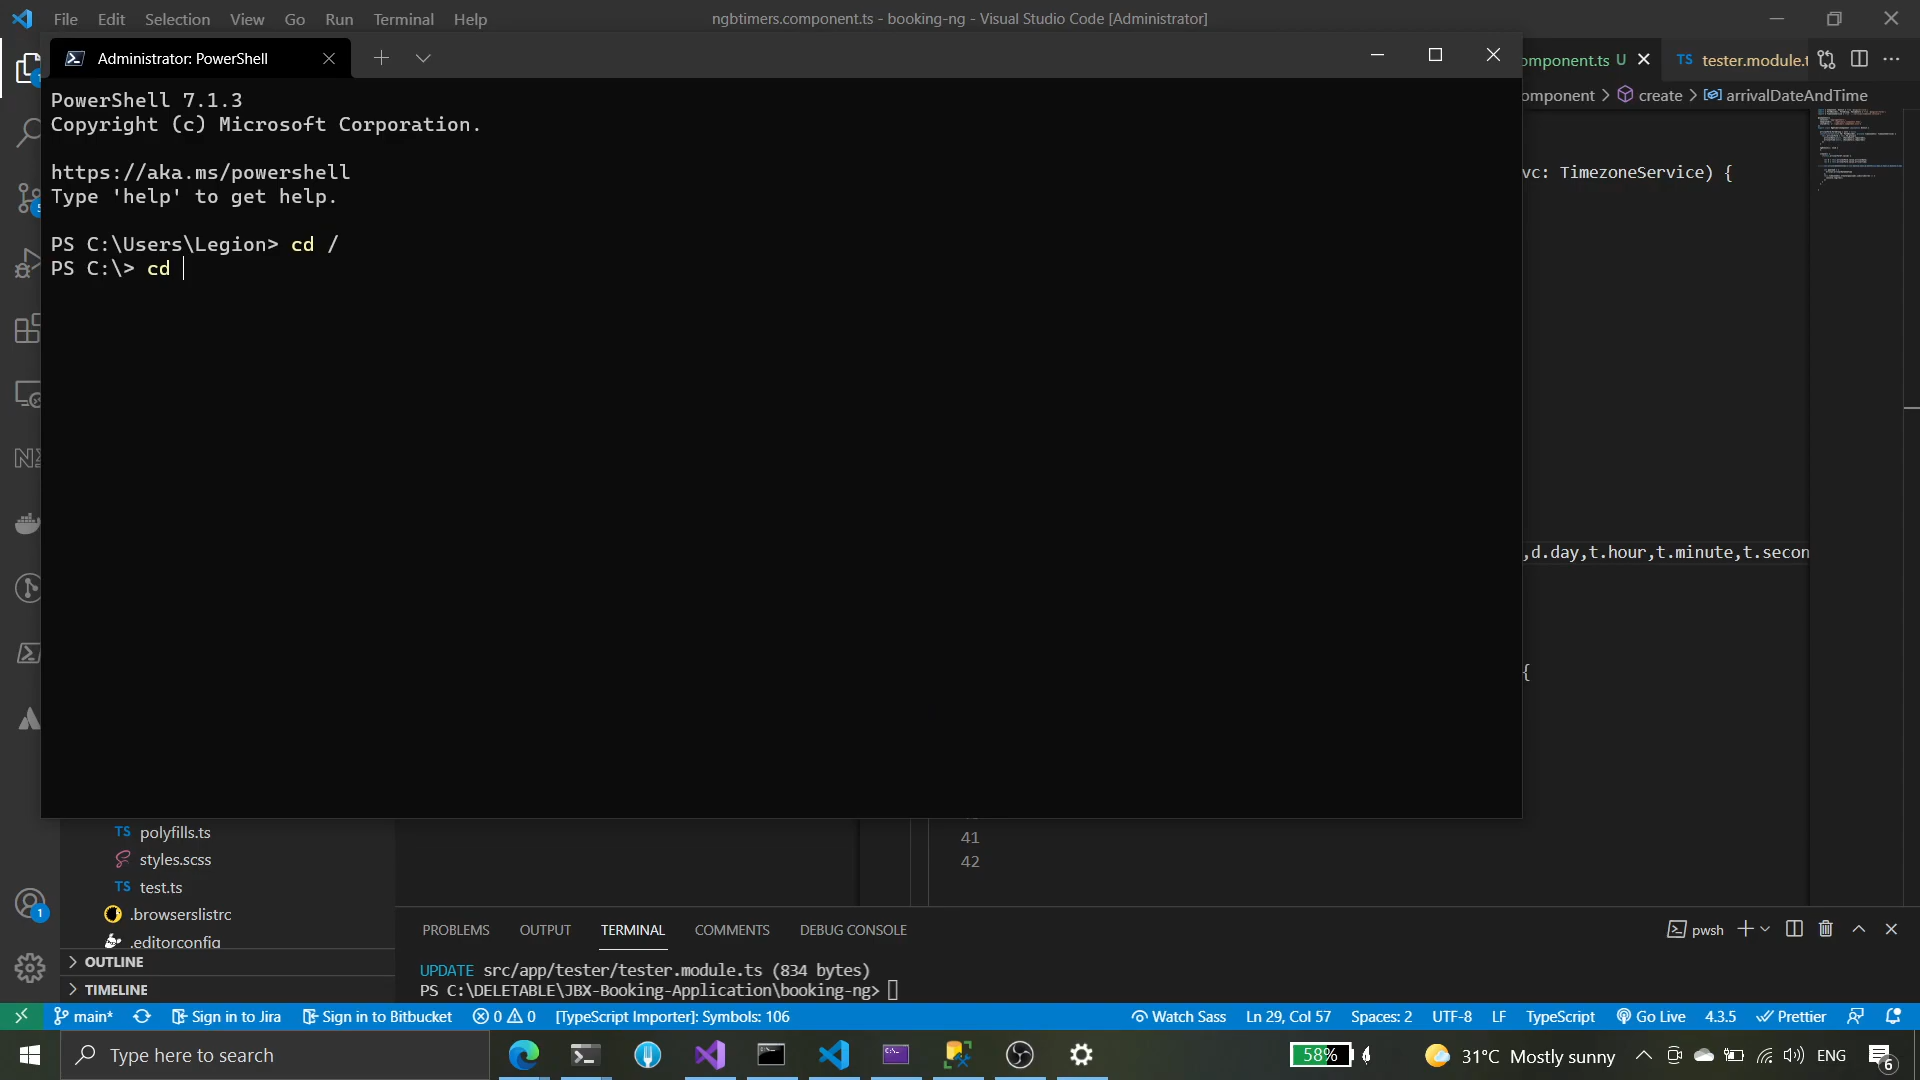 File Edit Selection View Go Run Terminal Help
ngbtimers.component.ts - booking-ng - Visual Studio Code [Administrator]
Administrator: PowerShell
omponent.ts U
TS tester.module.t
omponent > create > arrivalDateAndTime
PowerShell 7.1.3
Copyright (c) Microsoft Corporation.
https://aka.ms/powershell
Type 'help' to get help.
PS C:\Users\Legion> cd /
PS C:\> cd
vc: TimezoneService) {
,d.day,t.hour,t.minute,t.secon
{
41
42
TS polyfills.ts
styles.scss
TS test.ts
.browserslistrc
.editorconfig
OUTLINE
TIMELINE
1
PROBLEMS OUTPUT TERMINAL COMMENTS DEBUG CONSOLE
pwsh
UPDATE src/app/tester/tester.module.ts (834 bytes)
PS C:\DELETABLE\JBX-Booking-Application\booking-ng>
main* Sign in to Jira Sign in to Bitbucket 0 0 [TypeScript Importer]: Symbols: 106
Watch Sass Ln 29, Col 57 Spaces: 2 UTF-8 LF TypeScript Go Live 4.3.5 Prettier
Type here to search
58%
31°C Mostly sunny
ENG
6